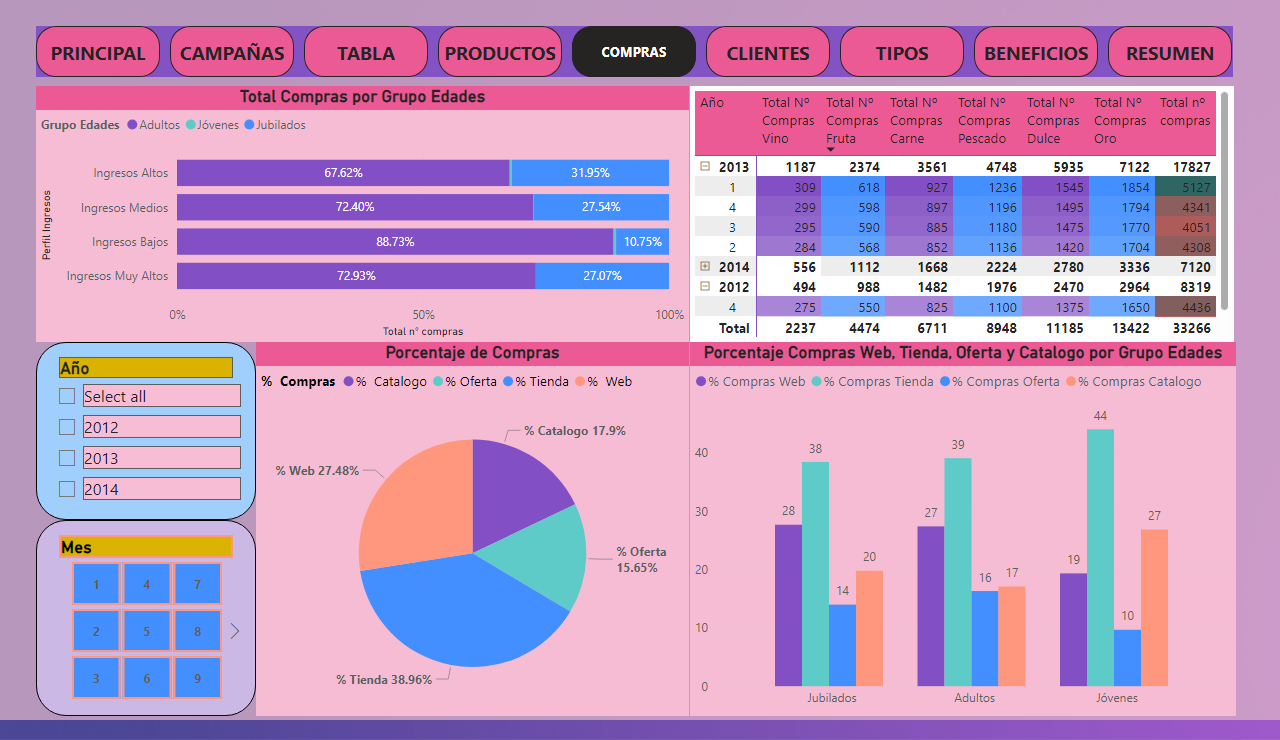 PRINCIPAL CAMPAÑAS TABLA PRODUCTOS COMPRAS CLIENTES TIPOS BENEFICIOS RESUMEN
Total Compras por Grupo Edades
Grupo Edades Adultos Jóvenes Jubilados
Perfil Ingresos
Ingresos Altos 67.62% 31.95%
Ingresos Medios 72.40% 27.54%
Ingresos Bajos 88.73% 10.75%
Ingresos Muy Altos 72.93% 27.07%
0% 50% 100%
Total nº compras
Año Total Nº Compras Vino Total Nº Compras Fruta Total Nº Compras Carne Total Nº Compras Pescado Total Nº Compras Dulce Total Nº Compras Oro Total nº compras
2013 1187 2374 3561 4748 5935 7122 17827
1 309 618 927 1236 1545 1854 5127
4 299 598 897 1196 1495 1794 4341
3 295 590 885 1180 1475 1770 4051
2 284 568 852 1136 1420 1704 4308
2014 556 1112 1668 2224 2780 3336 7120
2012 494 988 1482 1976 2470 2964 8319
4 275 550 825 1100 1375 1650 4436
Total 2237 4474 6711 8948 11185 13422 33266
Año
Select all
2012
2013
2014
Mes
1 4 7
2 5 8
3 6 9
Porcentaje de Compras
% Compras % Catalogo % Oferta % Tienda % Web
% Catalogo 17.9%
% Web 27.48%
% Oferta
15.65%
% Tienda 38.96%
Porcentaje Compras Web, Tienda, Oferta y Catalogo por Grupo Edades
% Compras Web % Compras Tienda % Compras Oferta % Compras Catalogo
40
30
20
10
0
28 38 14 20
27 39 16 17
19 44 10 27
Jubilados Adultos Jóvenes